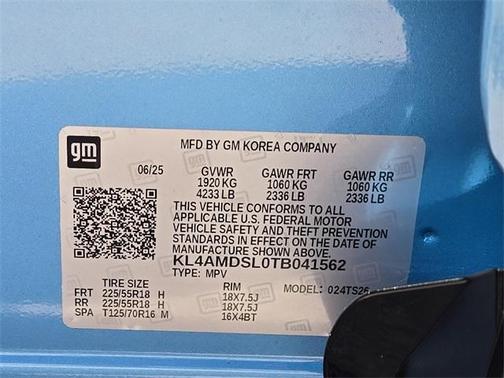 gm
MFD BY GM KOREA COMPANY
06/25 GVWR GAWR FRT GAWR RR
1920 KG 1060 KG 1060 KG
4233 LB 2336 LB 2336 LB
THIS VEHICLE CONFORMS TO ALL
APPLICABLE U.S. FEDERAL MOTOR
VEHICLE SAFETY AND THEFT PREVENTION
STANDARDS IN EFFECT ON THE DATE
OF MANUFACTURE SHOWN ABOVE.
KL4AMDSL0TB041562
TYPE: MPV
TIRE SIZE RIM MODEL: 024TS26
FRT 225/55R18 H 18X7.5J
RR 225/55R18 H 18X7.5J
SPA T125/70R16 M 16X4BT